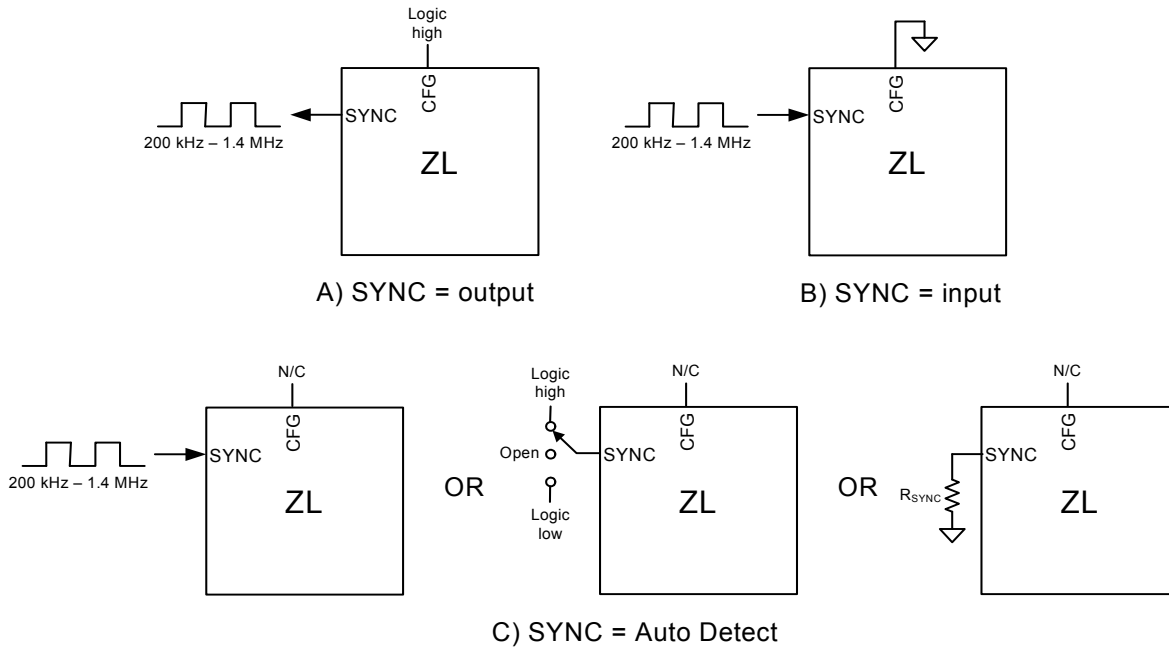 Logic
high
CFG
SYNC
200 kHz – 1.4 MHz
ZL
A) SYNC = output
CFG
SYNC
200 kHz – 1.4 MHz
ZL
B) SYNC = input
N/C
CFG
SYNC
200 kHz – 1.4 MHz
ZL
OR
Logic
high
Open
Logic
low
N/C
CFG
SYNC
ZL
OR
N/C
CFG
SYNC
RSYNC
ZL
C) SYNC = Auto Detect